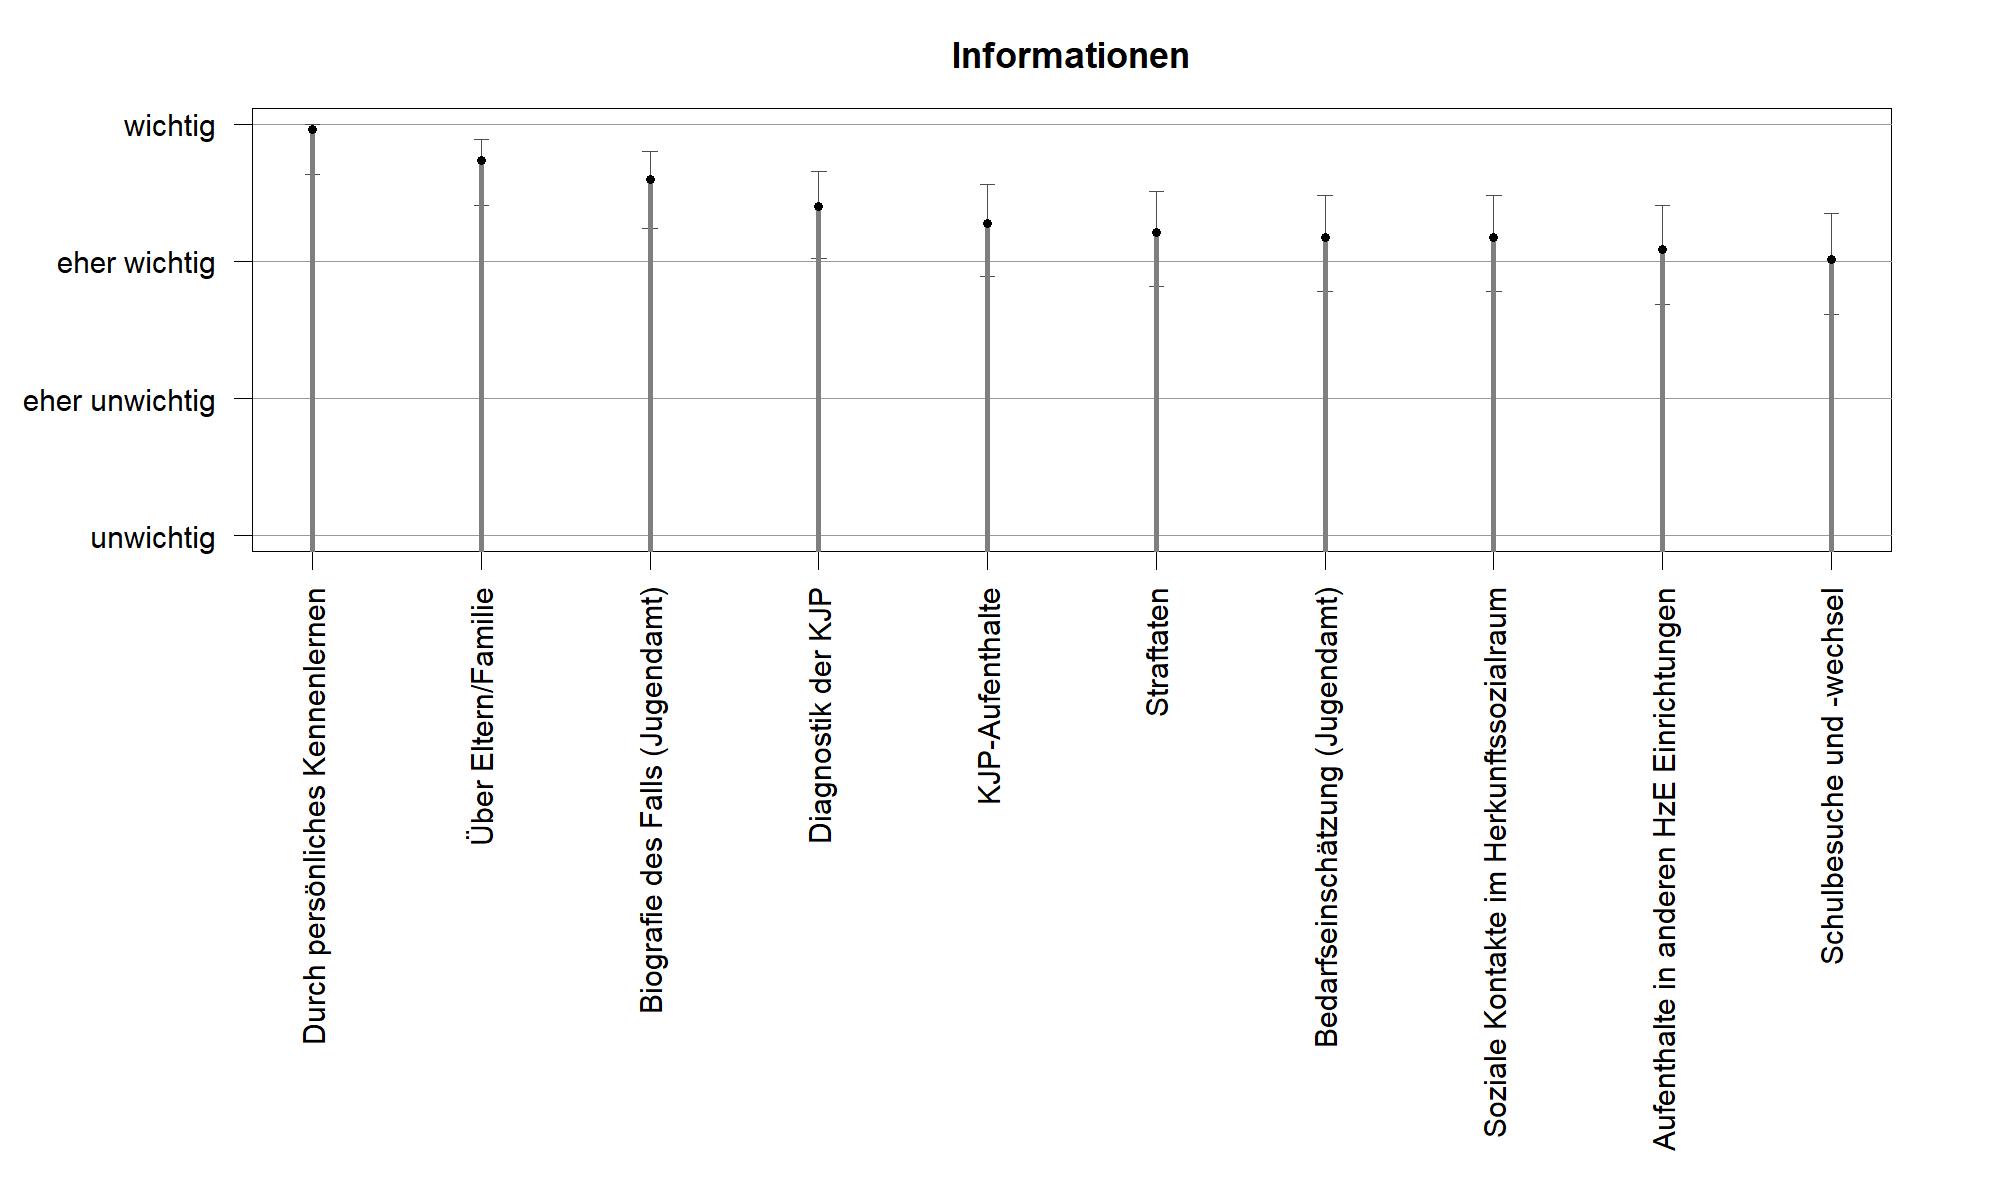 Informationen
wichtig
eher wichtig
eher unwichtig
unwichtig
Durch persönliches Kennenlernen
Über Eltern/Familie
Biografie des Falls (Jugendamt)
Diagnostik der KJP
KJP-Aufenthalte
Straftaten
Bedarfseinschätzung (Jugendamt)
Soziale Kontakte im Herkunftssozialraum
Aufenthalte in anderen HzE Einrichtungen
Schulbesuche und -wechsel